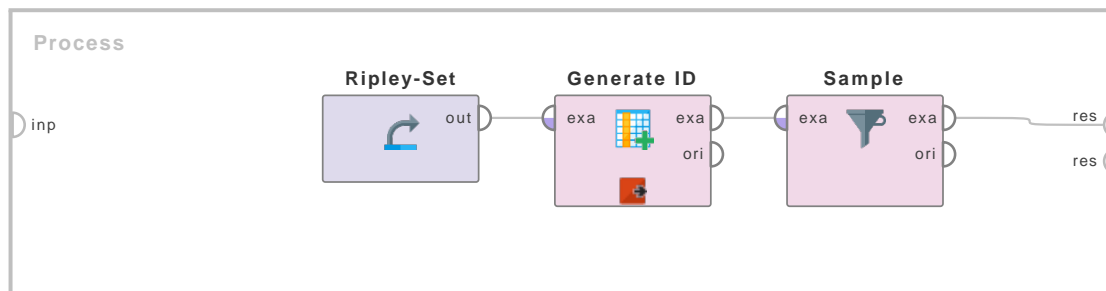 Process
Ripley-Set
Generate ID
Sample
inp
out
exa
exa
exa
exa
res
ori
ori
res